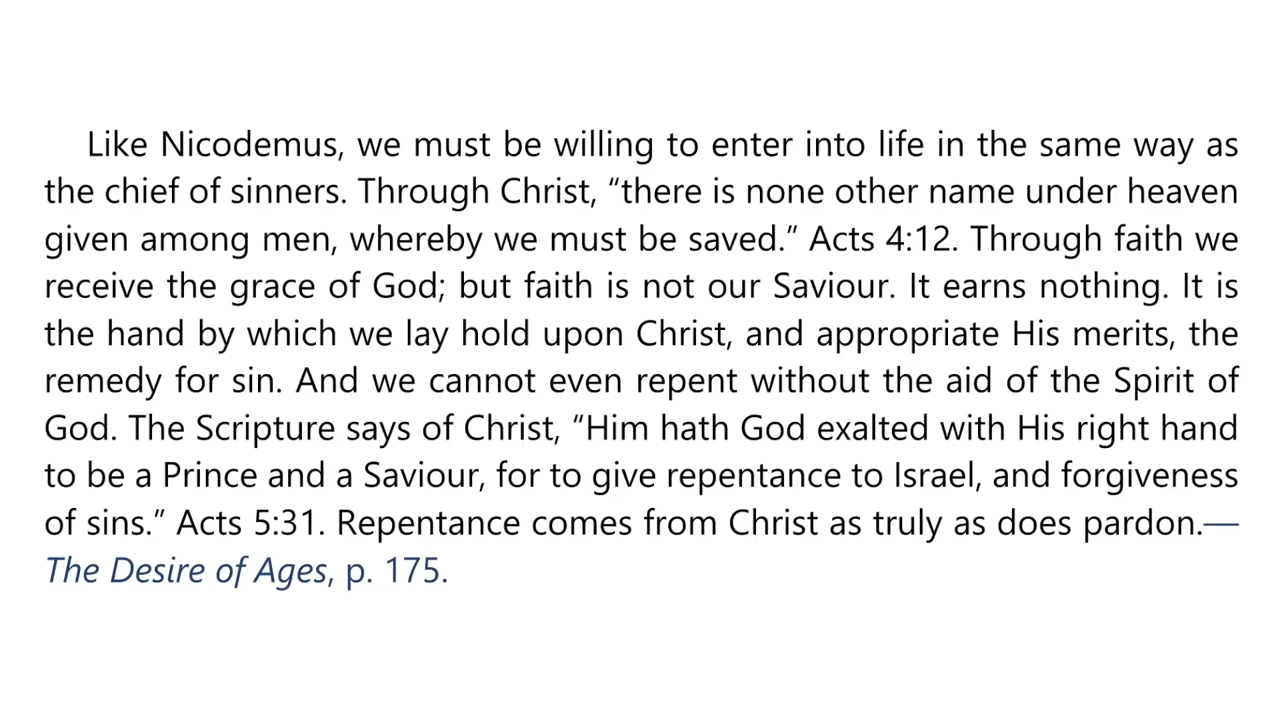 Like Nicodemus, we must be willing to enter into life in the same way as
the chief of sinners. Through Christ, “there is none other name under heaven
given among men, whereby we must be saved.” Acts 4:12. Through faith we
receive the grace of God; but faith is not our Saviour. It earns nothing. It is
the hand by which we lay hold upon Christ, and appropriate His merits, the
remedy for sin. And we cannot even repent without the aid of the Spirit of
God. The Scripture says of Christ, “Him hath God exalted with His right hand
to be a Prince and a Saviour, for to give repentance to Israel, and forgiveness
of sins.” Acts 5:31. Repentance comes from Christ as truly as does pardon.—
The Desire of Ages, p. 175.